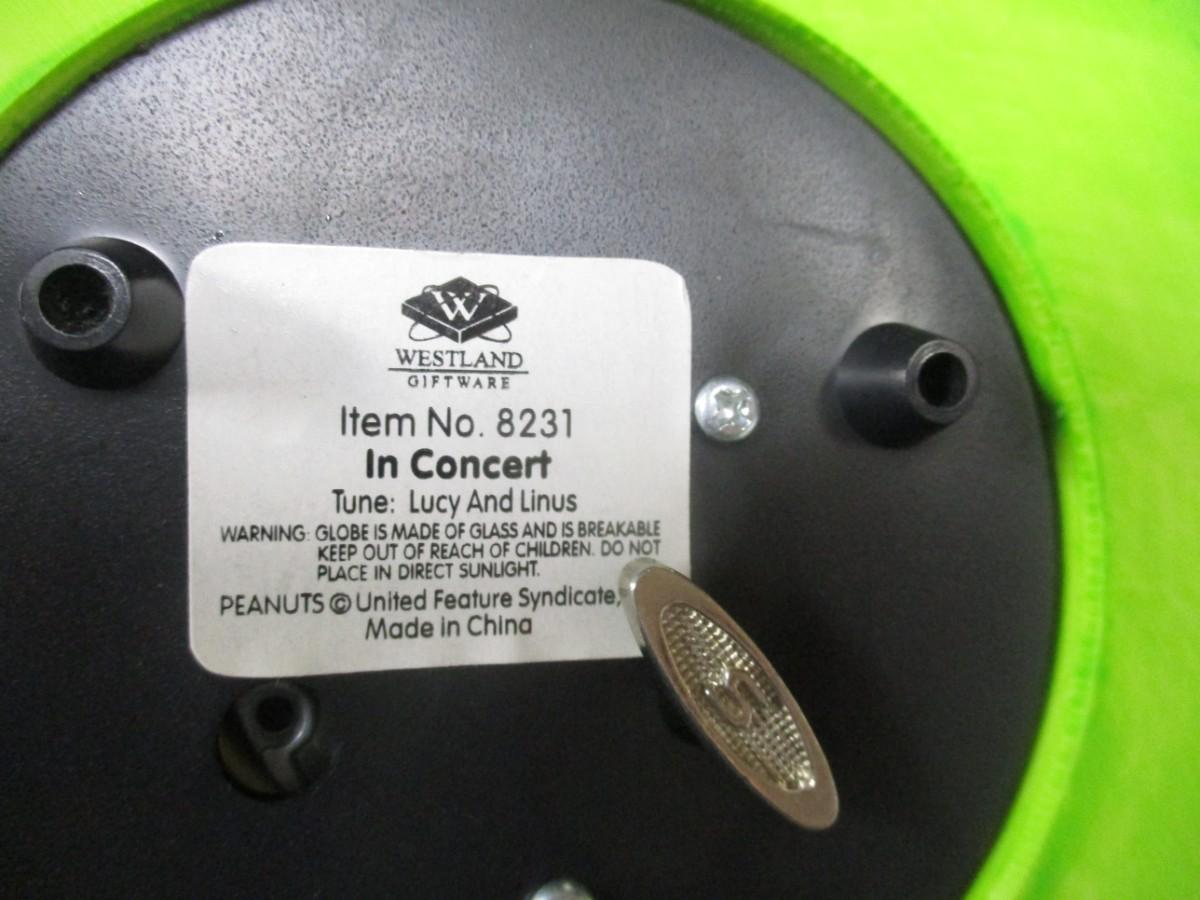 W
WESTLAND
GIFTWARE
Item No. 8231
In Concert
Tune: Lucy And Linus
WARNING: GLOBE IS MADE OF GLASS AND IS BREAKABLE
KEEP OUT OF REACH OF CHILDREN. DO NOT
PLACE IN DIRECT SUNLIGHT.
PEANUTS © United Feature Syndicate,
Made in China
S